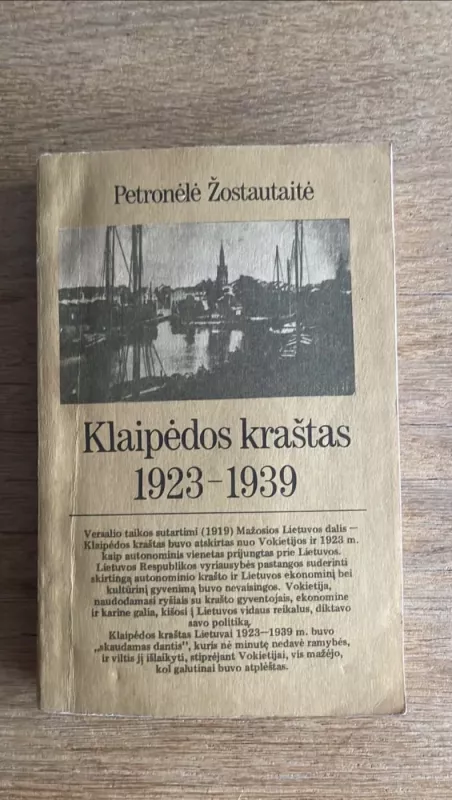 Petronėlė Žostautaitė
Klaipėdos kraštas
1923-1939
Versalio taikos sutartimi (1919) Mažosios Lietuvos dalis —
Klaipėdos kraštas buvo atskirtas nuo Vokietijos ir 1923 m.
kaip autonominis vienetas prijungtas prie Lietuvos.
Lietuvos Respublikos vyriausybės pastangos suderinti
skirtingą autonominio krašto ir Lietuvos ekonominį bei
kultūrinį gyvenimą buvo nevaisingos. Vokietija,
naudodamasi ryšiais su krašto gyventojais, ekonomine
ir karine galia, kišosi į Lietuvos vidaus reikalus, diktavo
savo politiką.
Klaipėdos kraštas Lietuvai 1923—1939 m. buvo
„skaudamas dantis", kuris nė minutę nedavė ramybės,
ir viltis jį išlaikyti, stiprėjant Vokietijai, vis mažėjo,
kol galutinai buvo atplėštas.